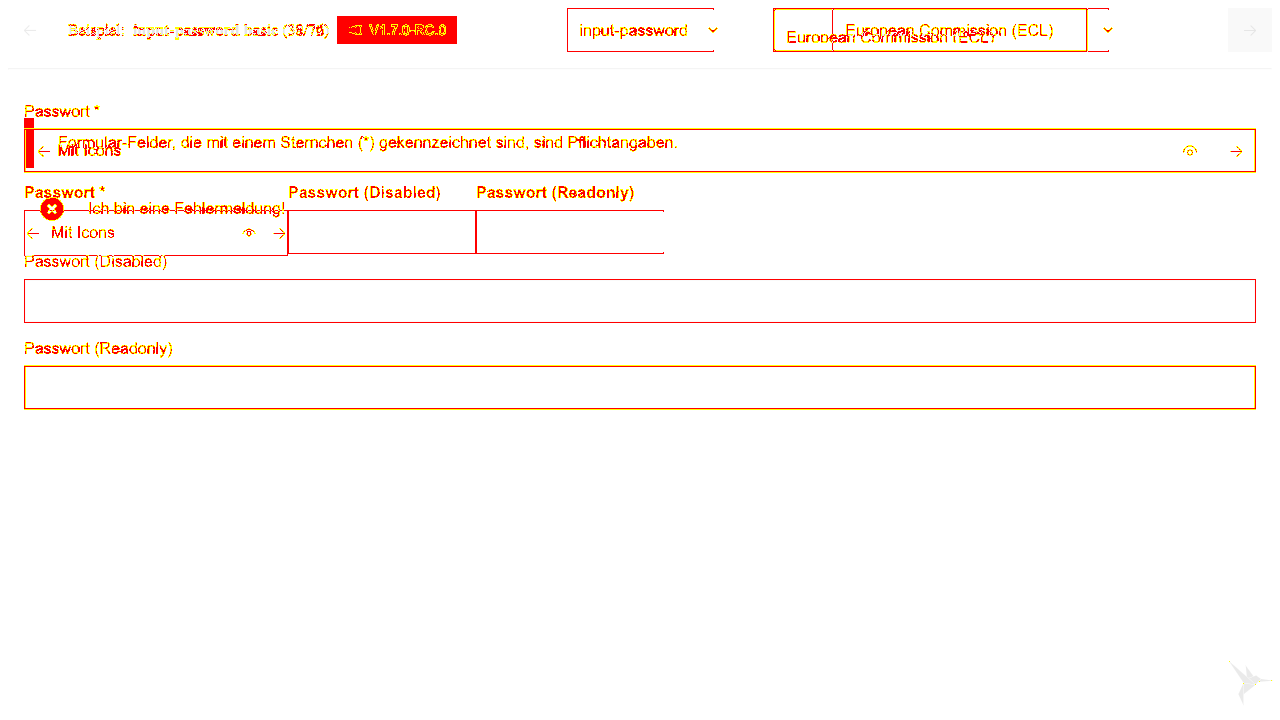 Beispiel: input-password basic V1.7.0-RC.0 input-password European Commission (ECL)
European Commission (ECL)
Passwort *
Formular-Felder, die mit einem Sternchen (*) gekennzeichnet sind, sind Pflichtangaben.
Mit Icons
Passwort * Passwort (Disabled) Passwort (Readonly)
Ich bin eine Fehlermeldung!
Mit Icons
Passwort (Disabled)
Passwort (Readonly)